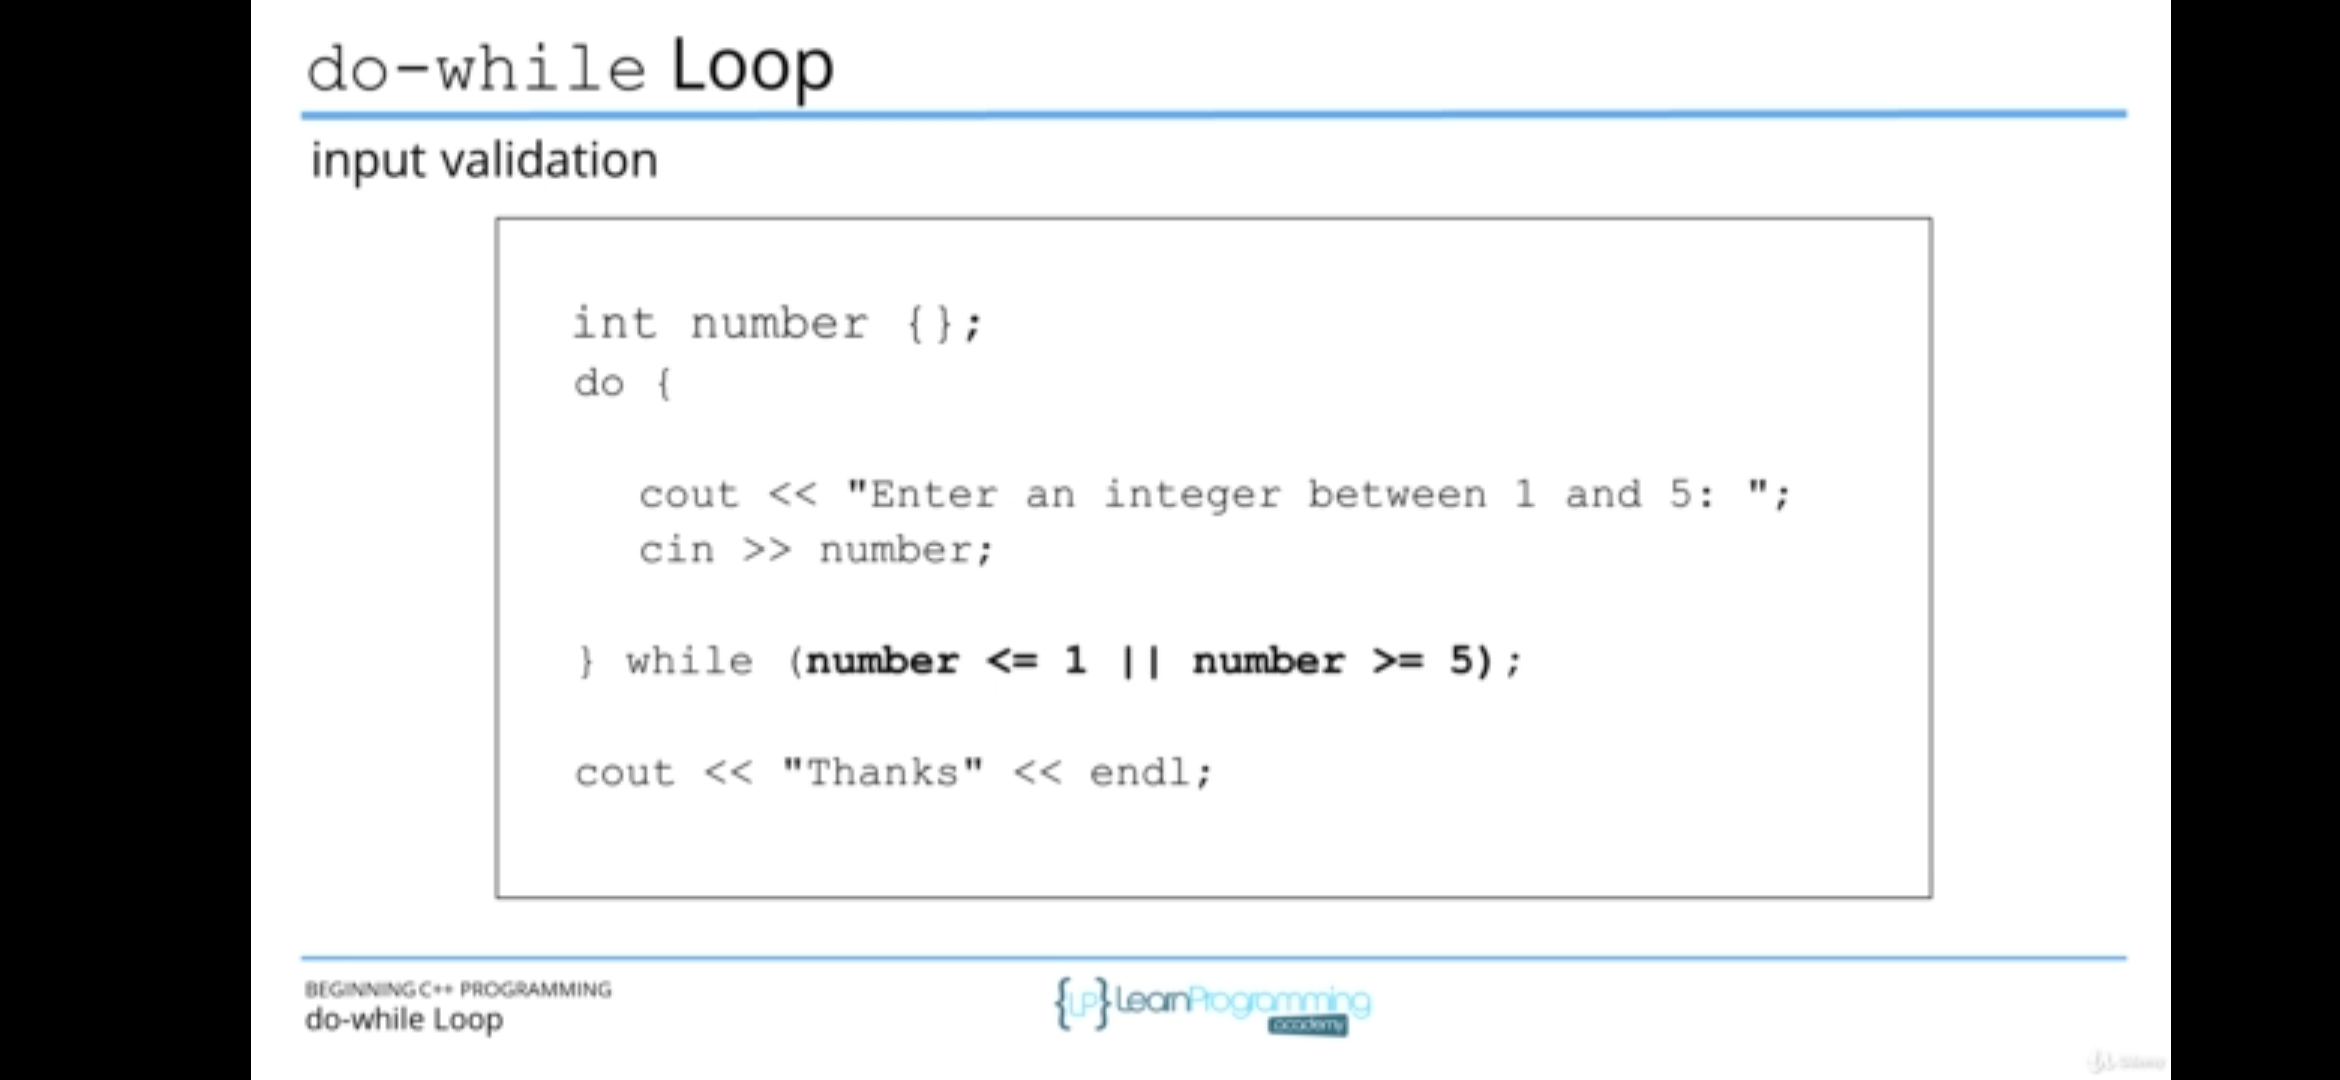 do-while Loop
input validation
int number {};
do {
cout << "Enter an integer between 1 and 5: ";
cin >> number;
} while (number <= 1 || number >= 5);
cout << "Thanks" << endl;
BEGINNING C++ PROGRAMMING
do-while Loop
{LP} LearnProgramming
academy
Udemy